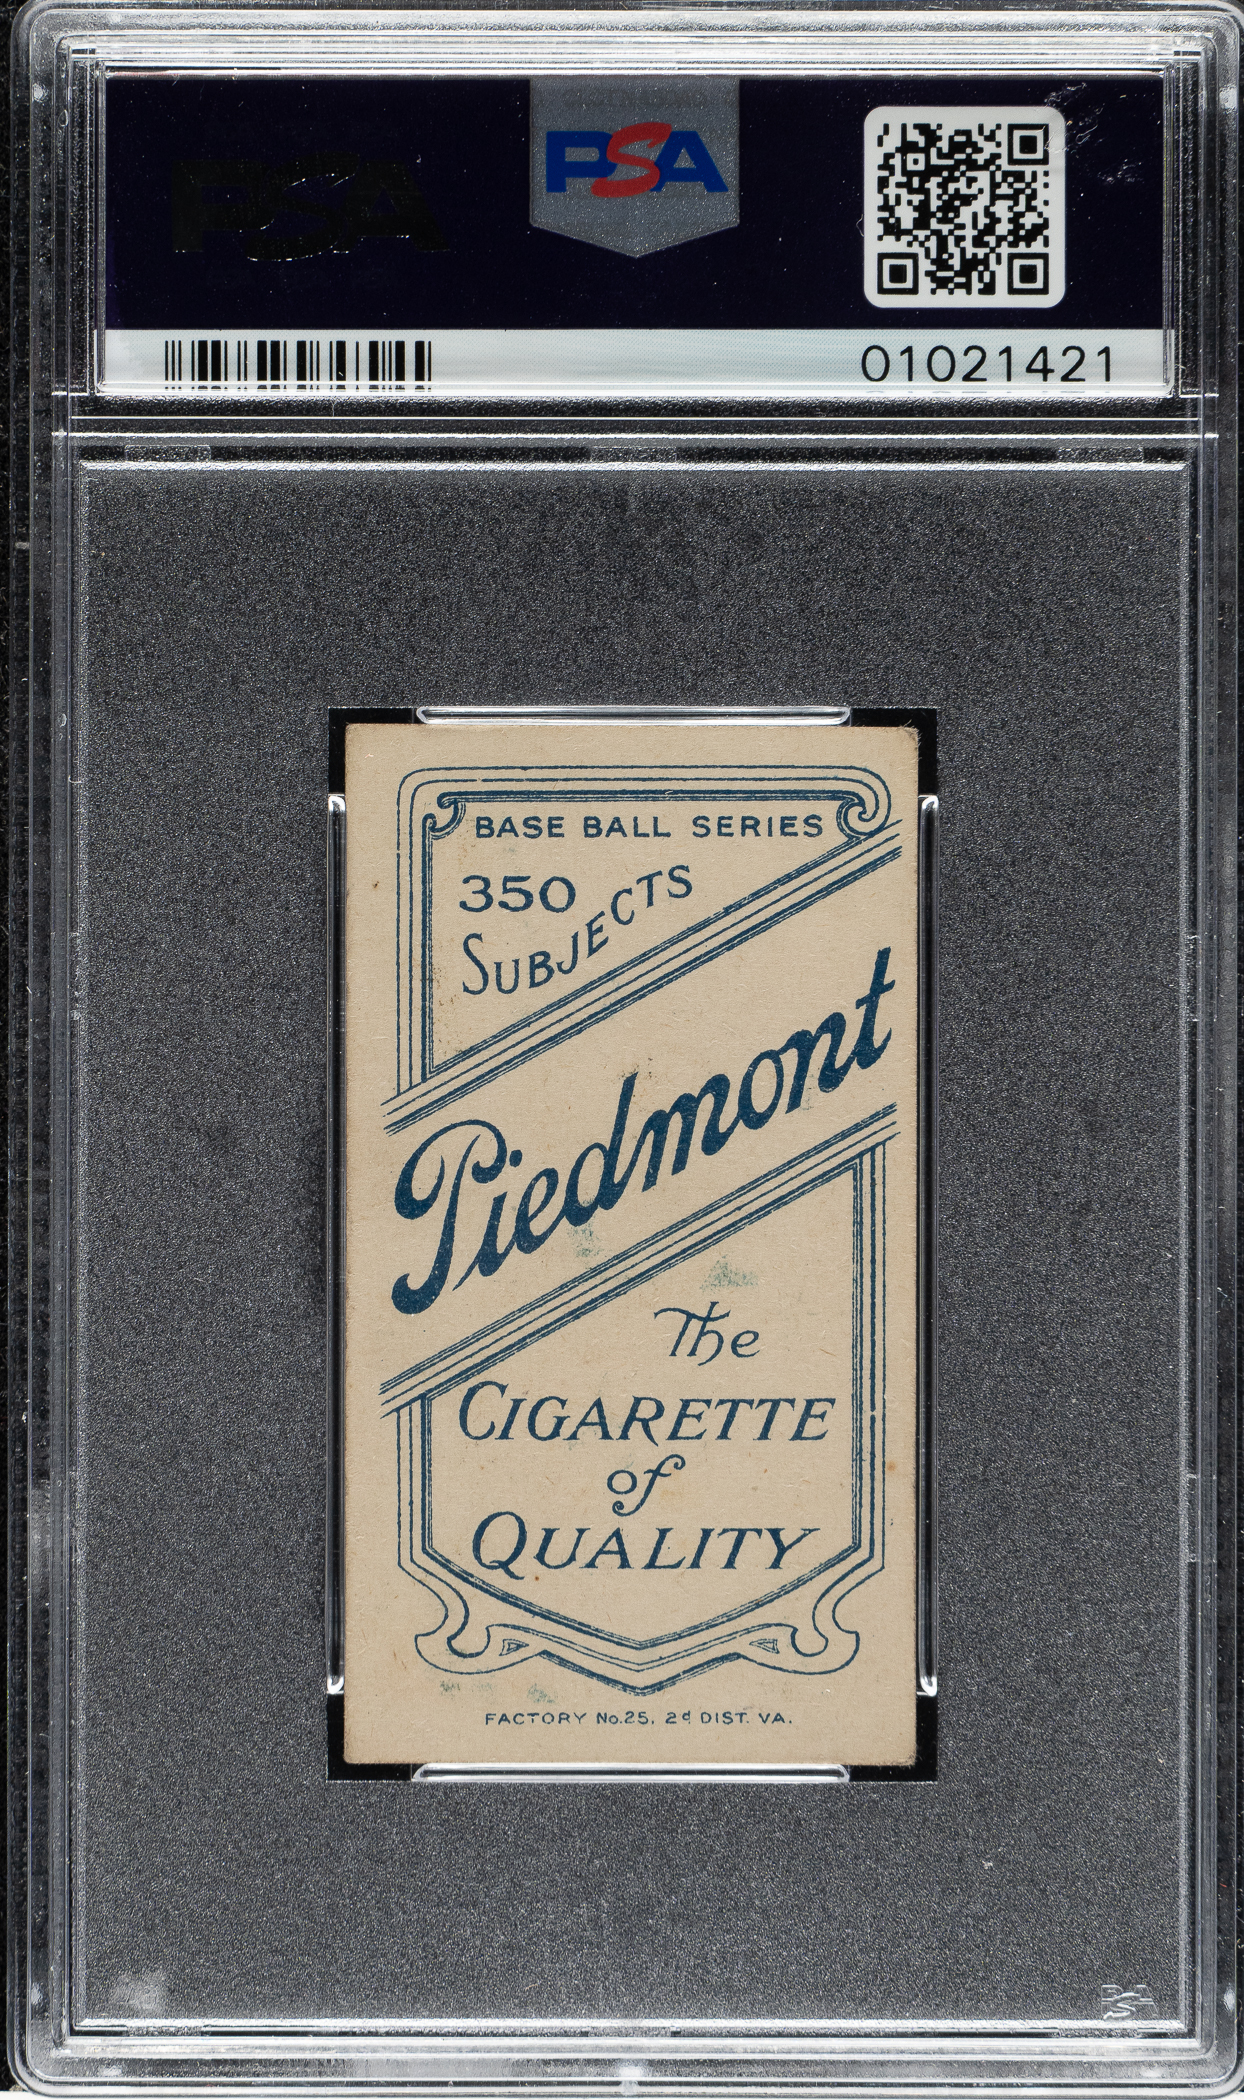 PSA
PSA
01021421
BASE BALL SERIES
350
SUBJECTS
Piedmont
The
CIGARETTE
of
QUALITY
FACTORY No.25, 2d DIST. VA.
PSA